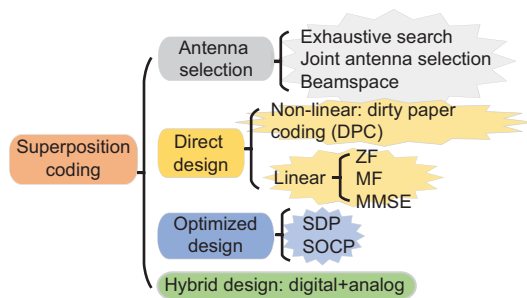 Superposition
coding
Antenna
selection
Exhaustive search
Joint antenna selection
Beamspace
Direct
design
Non-linear: dirty paper
coding (DPC)
Linear
ZF
MF
MMSE
Optimized
design
SDP
SOCP
Hybrid design: digital+analog